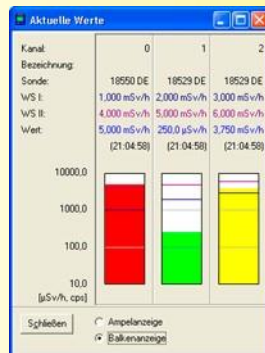 Aktuelle Werte
Kanal: 0 1 2
Bezeichnung:
Sonde: 18550 DE 18529 DE 18529 DE
WS I: 1,000 mSv/h 2,000 mSv/h 3,000 mSv/h
WS II: 4,000 mSv/h 5,000 mSv/h 6,000 mSv/h
Wert: 5,000 mSv/h 250,0 µSv/h 3,750 mSv/h
(21:04:58) (21:04:58) (21:04:58)
10000,0
1000,0
100,0
10,0
[µSv/h, cps]
Schließen
Ampelanzeige
Balkenanzeige